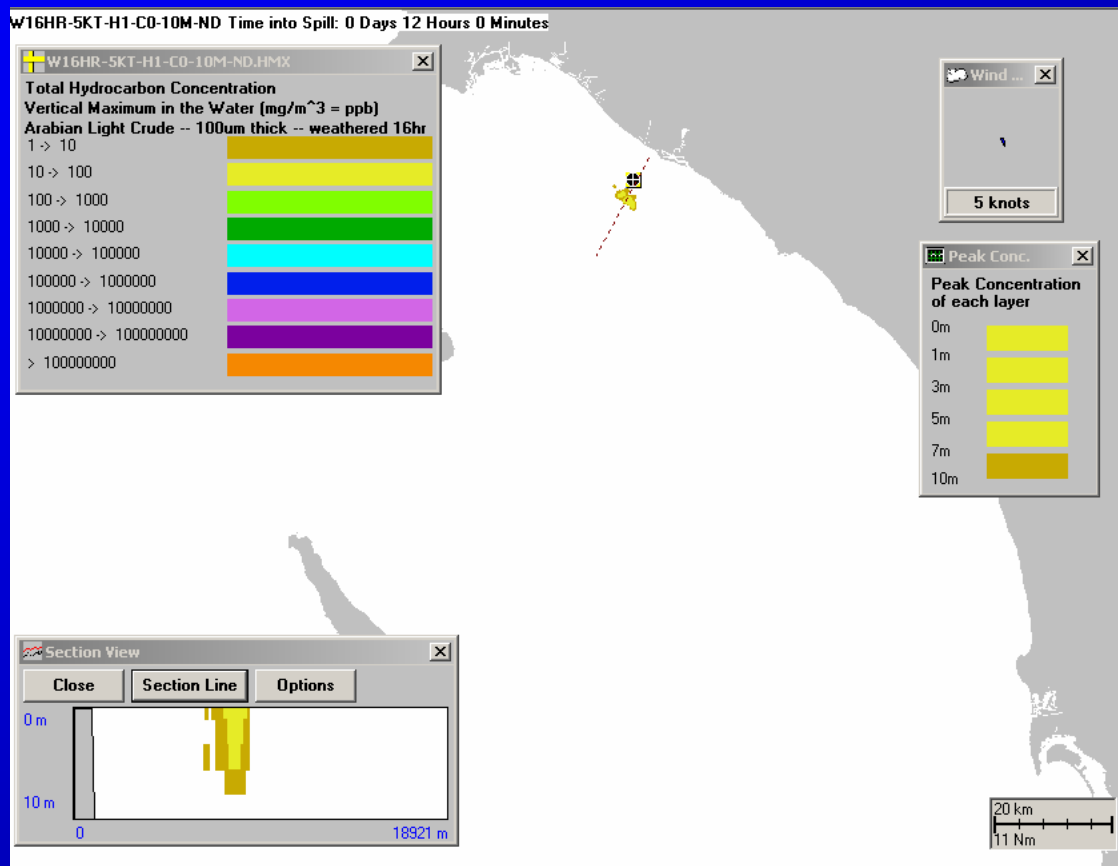 W16HR-5KT-H1-C0-10M-ND Time into Spill: 0 Days 12 Hours 0 Minutes
W16HR-5KT-H1-C0-10M-ND.HMX
Total Hydrocarbon Concentration
Vertical Maximum in the Water (mg/m^3 = ppb)
Arabian Light Crude -- 100um thick -- weathered 16hr
1 -> 10
10 -> 100
100 -> 1000
1000 -> 10000
10000 -> 100000
100000 -> 1000000
1000000 -> 10000000
10000000 -> 100000000
> 100000000
Wind ...
5 knots
Peak Conc.
Peak Concentration
of each layer
0m
1m
3m
5m
7m
10m
Section View
Close Section Line Options
0 m
10 m
0 18921 m
20 km
11 Nm